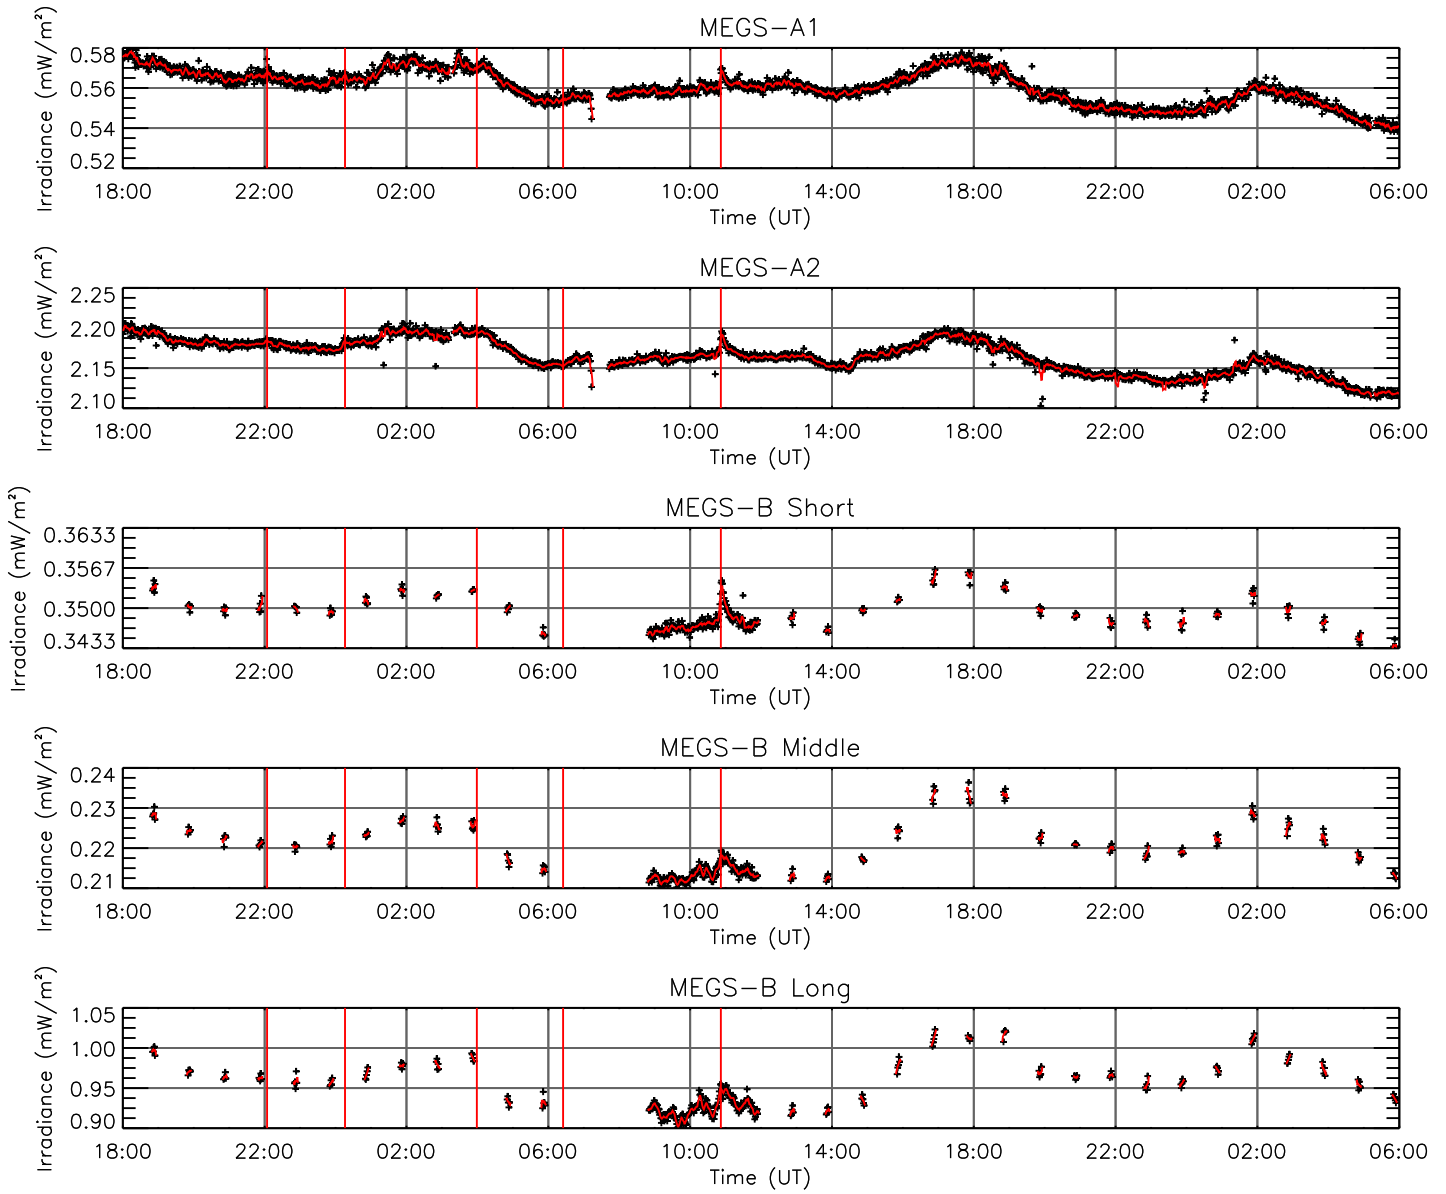 MEGS-A1
Irradiance (mW/m²)
0.58
0.56
0.54
0.52
18:00 22:00 02:00 06:00 10:00 14:00 18:00 22:00 02:00 06:00
Time (UT)
MEGS-A2
Irradiance (mW/m²)
2.25
2.20
2.15
2.10
18:00 22:00 02:00 06:00 10:00 14:00 18:00 22:00 02:00 06:00
Time (UT)
MEGS-B Short
Irradiance (mW/m²)
0.3633
0.3567
0.3500
0.3433
18:00 22:00 02:00 06:00 10:00 14:00 18:00 22:00 02:00 06:00
Time (UT)
MEGS-B Middle
Irradiance (mW/m²)
0.24
0.23
0.22
0.21
18:00 22:00 02:00 06:00 10:00 14:00 18:00 22:00 02:00 06:00
Time (UT)
MEGS-B Long
Irradiance (mW/m²)
1.05
1.00
0.95
0.90
18:00 22:00 02:00 06:00 10:00 14:00 18:00 22:00 02:00 06:00
Time (UT)